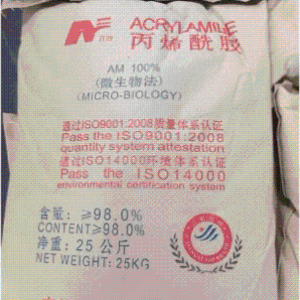 ACRYLAMILE
丙烯酰胺
AM 100%
(微生物法)
(MICRO-BIOLOGY)
通过ISO9001:2008质量体系认证
Pass the ISO9001:2008
quantity system attestation
通过ISO14000环境体系认证
Pass the ISO14000
environmental certification system
含量: ≥98.0%
CONTENT≥98.0%
净重: 25公斤
NET WEIGHT: 25KG